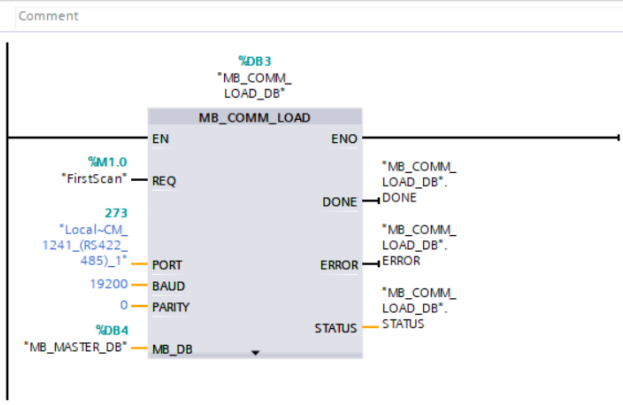 Comment
%DB3
"MB_COMM_
LOAD_DB"
MB_COMM_LOAD
EN
ENO
%M1.0
"FirstScan"
REQ
"MB_COMM_
LOAD_DB".
DONE
DONE
273
"Local~CM_
1241_(RS422_
485)_1"
PORT
"MB_COMM_
LOAD_DB".
ERROR
ERROR
19200
BAUD
0
PARITY
"MB_COMM_
LOAD_DB".
STATUS
STATUS
%DB4
"MB_MASTER_DB"
MB_DB